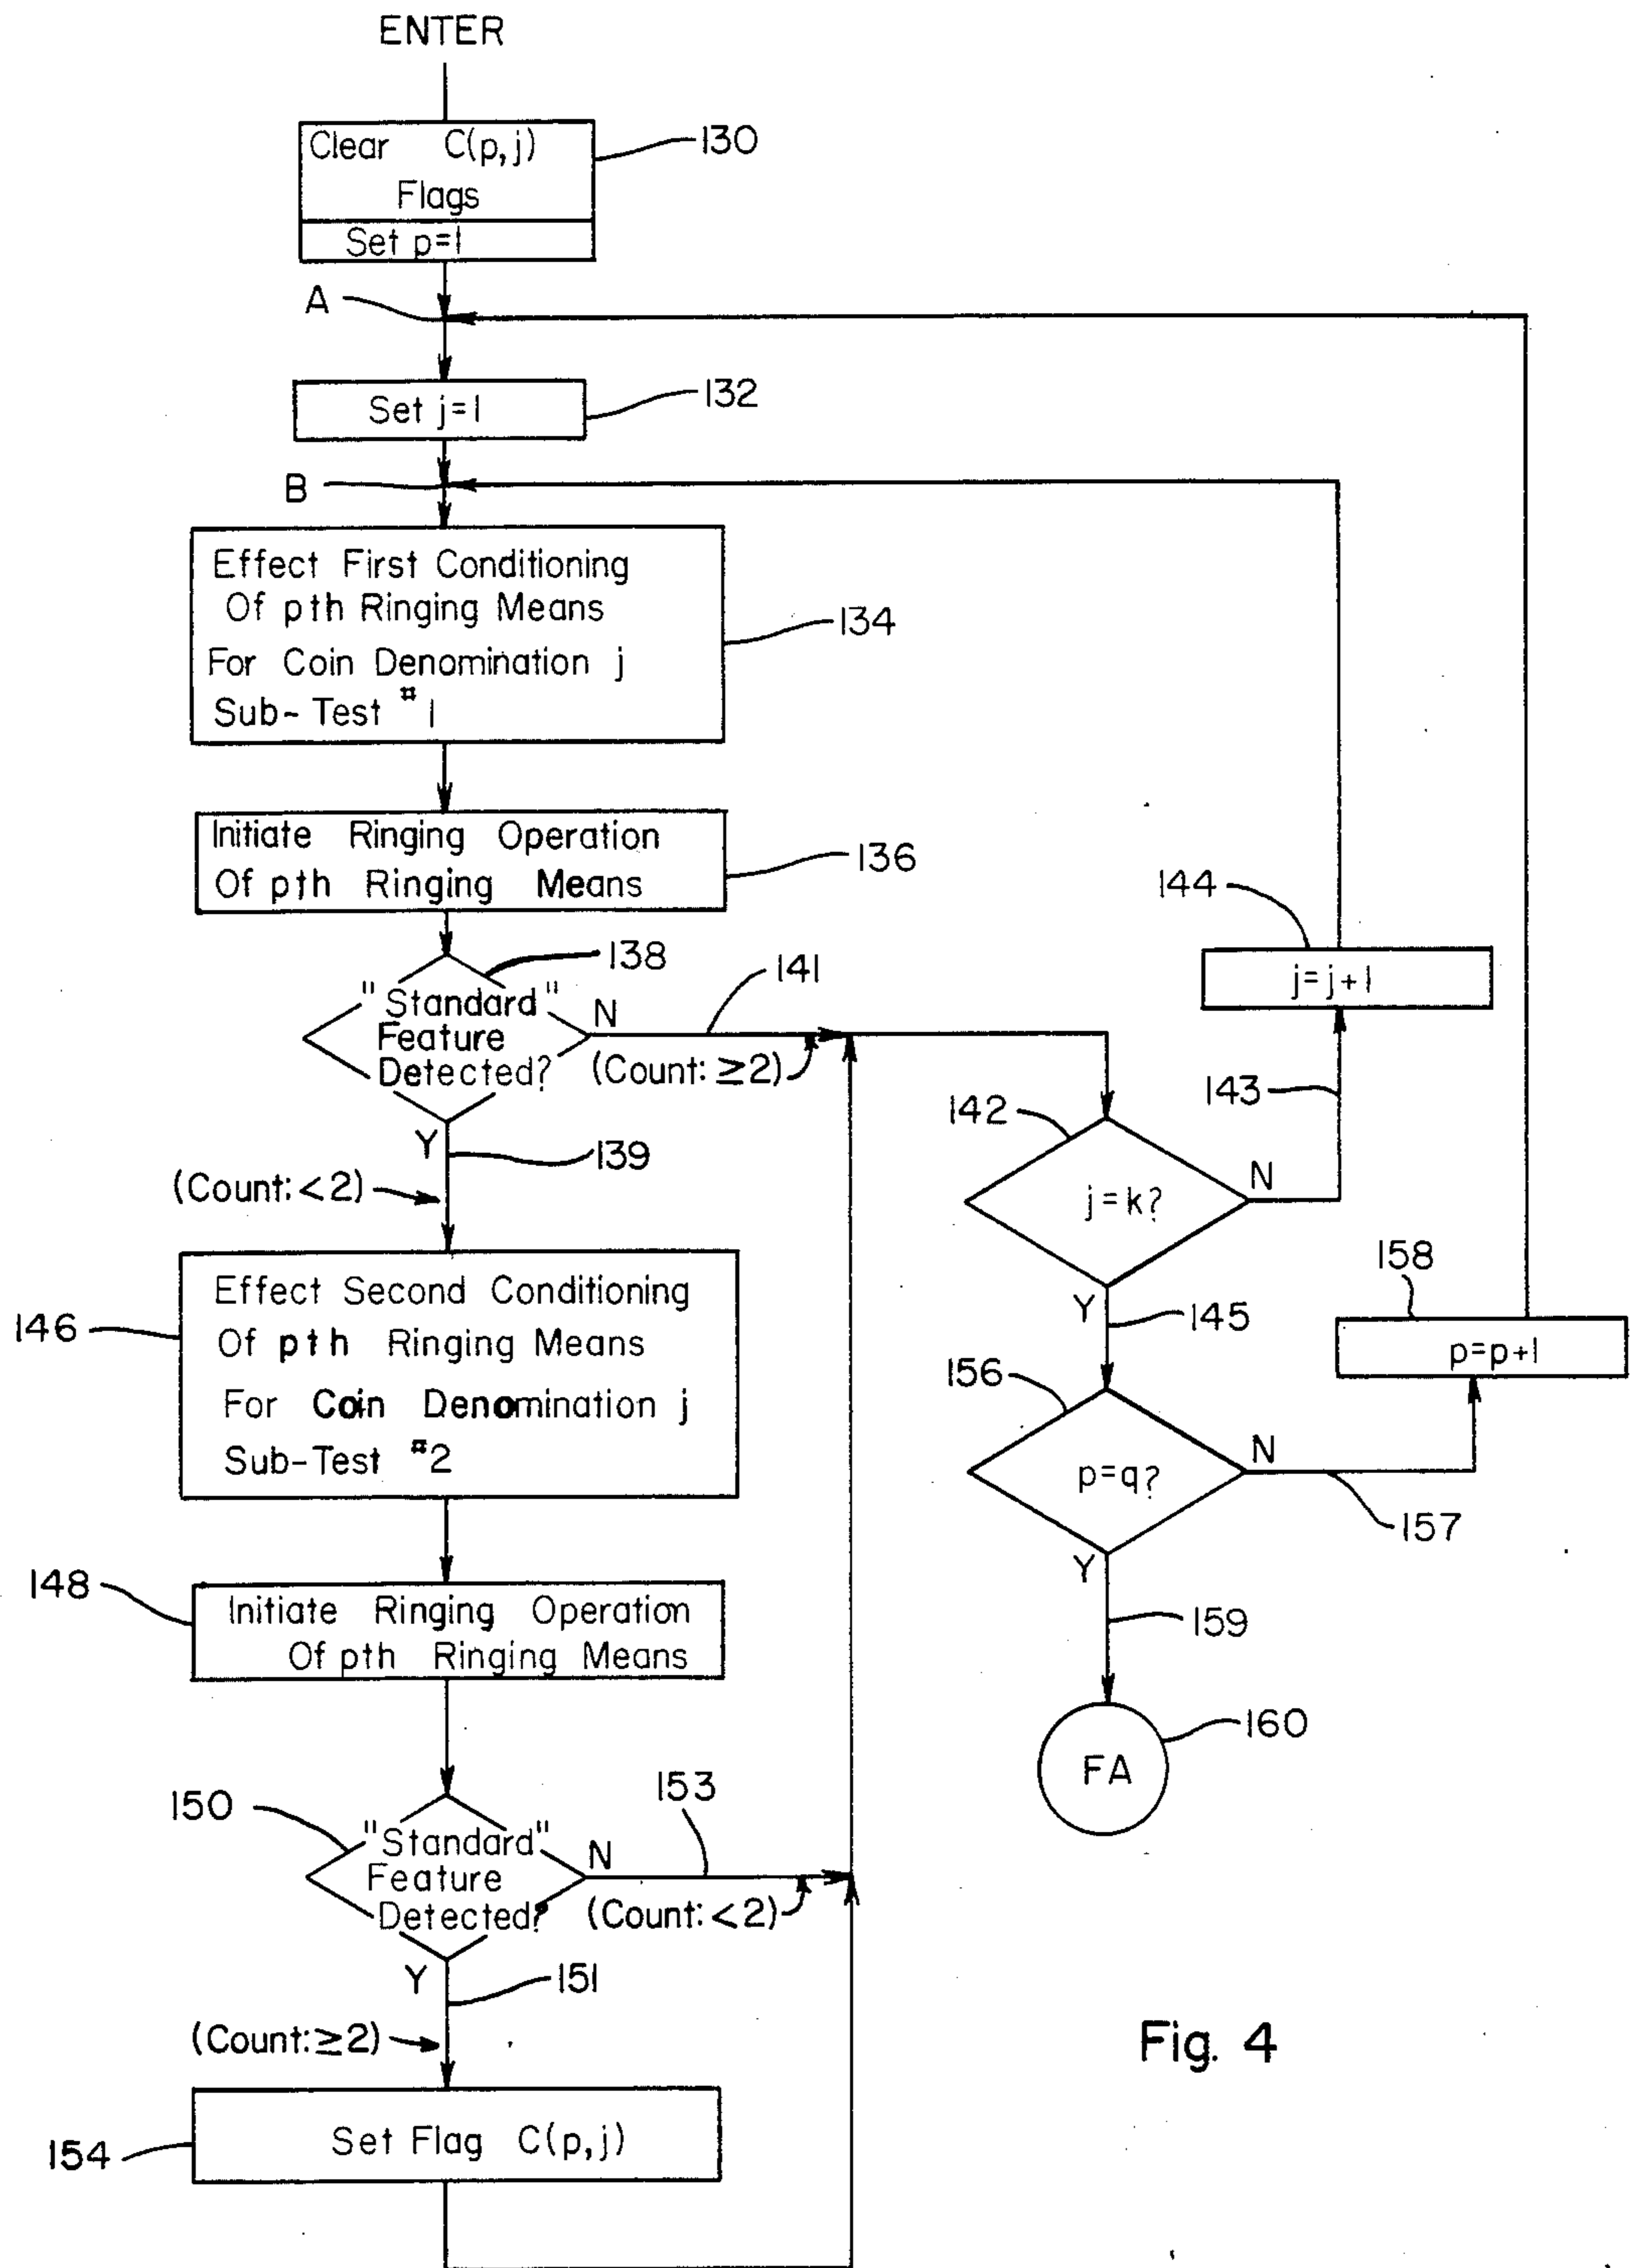 ENTER
Clear C(p,j)
Flags
Set p=1
130
A
Set j=1
132
B
Effect First Conditioning
Of pth Ringing Means
For Coin Denomination j
Sub-Test #1
134
Initiate Ringing Operation
Of pth Ringing Means
136
"Standard"
Feature
Detected?
138
N
141
(Count: ≥2)
Y
139
(Count: <2)
142
j=k?
N
143
144
j=j+1
Y
145
146
Effect Second Conditioning
Of pth Ringing Means
For Coin Denomination j
Sub-Test #2
156
p=q?
N
157
158
p=p+1
Y
159
160
FA
148
Initiate Ringing Operation
Of pth Ringing Means
150
"Standard"
Feature
Detected?
N
153
(Count: <2)
Y
151
(Count: ≥2)
154
Set Flag C(p,j)
Fig. 4